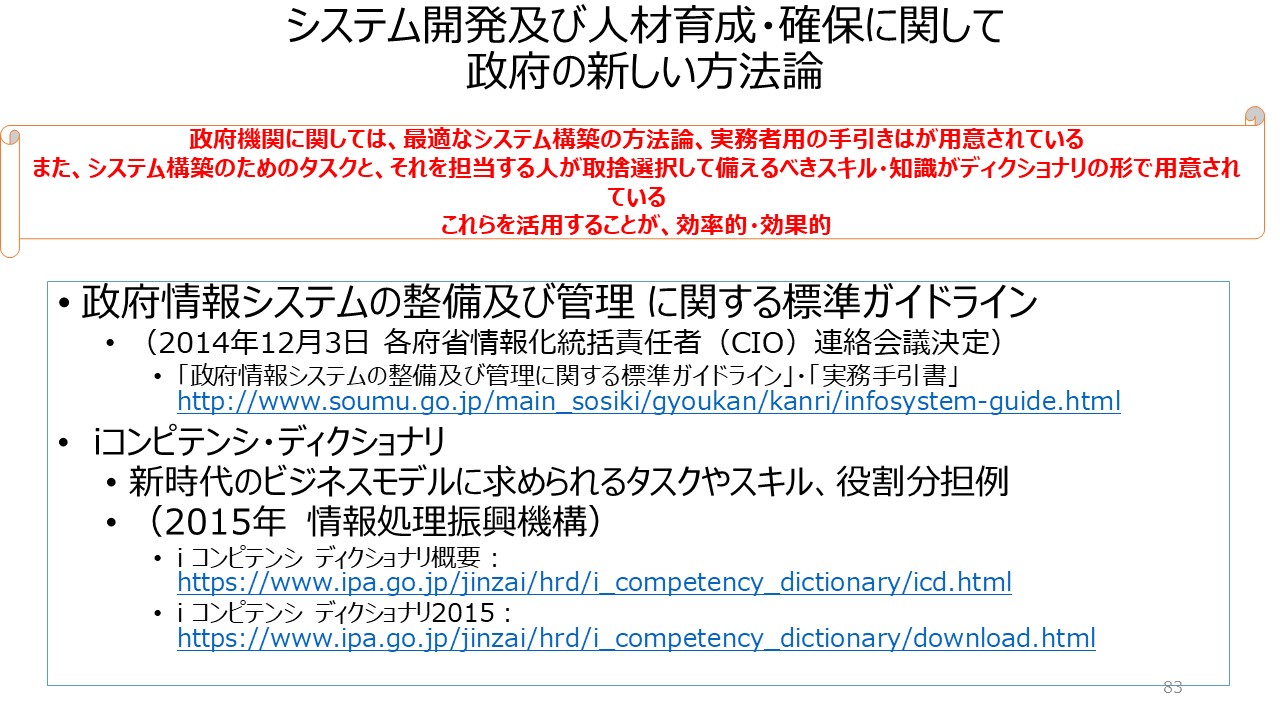 システム開発及び人材育成・確保に関して
政府の新しい方法論
政府機関に関しては、最適なシステム構築の方法論、実務者用の手引きはが用意されている
また、システム構築のためのタスクと、それを担当する人が取捨選択して備えるべきスキル・知識がディクショナリの形で用意され
ている
これらを活用することが、効率的・効果的
• 政府情報システムの整備及び管理 に関する標準ガイドライン
• （2014年12月3日 各府省情報化統括責任者（CIO）連絡会議決定）
• 「政府情報システムの整備及び管理に関する標準ガイドライン」・「実務手引書」
http://www.soumu.go.jp/main_sosiki/gyoukan/kanri/infosystem-guide.html
• iコンピテンシ・ディクショナリ
• 新時代のビジネスモデルに求められるタスクやスキル、役割分担例
• （2015年 情報処理振興機構）
• i コンピテンシ ディクショナリ概要：
https://www.ipa.go.jp/jinzai/hrd/i_competency_dictionary/icd.html
• i コンピテンシ ディクショナリ2015：
https://www.ipa.go.jp/jinzai/hrd/i_competency_dictionary/download.html
83